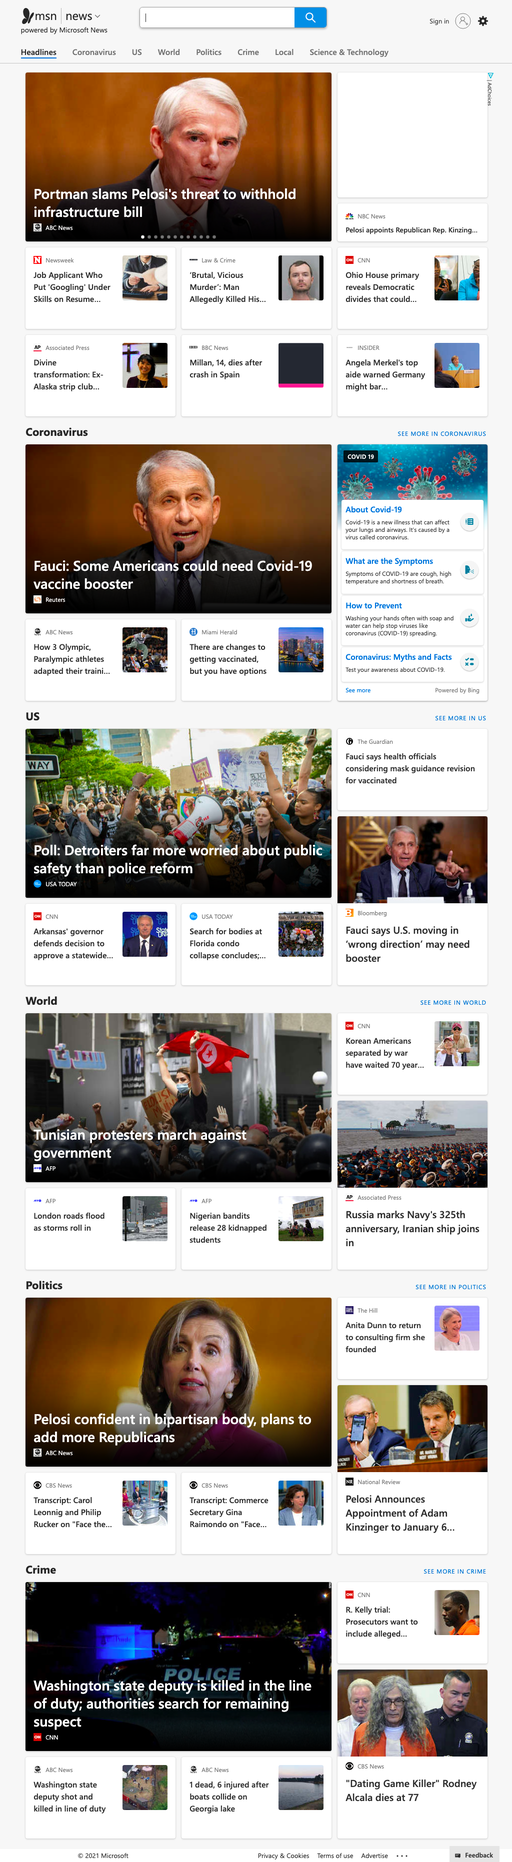 msn | news
powered by Microsoft News
Sign in
Headlines
Coronavirus
US
World
Politics
Crime
Local
Science & Technology
Portman slams Pelosi's threat to withhold
infrastructure bill
ABC News
AdChoices
NBC News
Pelosi appoints Republican Rep. Kinzing...
Newsweek
Job Applicant Who
Put 'Googling' Under
Skills on Resume...
Law & Crime
'Brutal, Vicious
Murder': Man
Allegedly Killed His...
CNN
Ohio House primary
reveals Democratic
divides that could...
AP Associated Press
Divine
transformation: Ex-
Alaska strip club...
BBC News
Millan, 14, dies after
crash in Spain
INSIDER
Angela Merkel's top
aide warned Germany
might bar...
Coronavirus
SEE MORE IN CORONAVIRUS
Fauci: Some Americans could need Covid-19
vaccine booster
Reuters
COVID 19
About Covid-19
Covid-19 is a new illness that can affect
your lungs and airways. It's caused by a
virus called coronavirus.
What are the Symptoms
Symptoms of COVID-19 are cough, high
temperature and shortness of breath.
How to Prevent
Washing your hands often with soap and
water can help stop viruses like
coronavirus (COVID-19) spreading.
Coronavirus: Myths and Facts
Test your awareness about COVID-19.
See more
Powered by Bing
ABC News
How 3 Olympic,
Paralympic athletes
adapted their traini...
Miami Herald
There are changes to
getting vaccinated,
but you have options
US
SEE MORE IN US
WAY
Poll: Detroiters far more worried about public
safety than police reform
USA TODAY
The Guardian
Fauci says health officials
considering mask guidance revision
for vaccinated
Bloomberg
Fauci says U.S. moving in
'wrong direction' may need
booster
CNN
Arkansas' governor
defends decision to
approve a statewide...
USA TODAY
Search for bodies at
Florida condo
collapse concludes;...
World
SEE MORE IN WORLD
Tunisian protesters march against
government
AFP
CNN
Korean Americans
separated by war
have waited 70 year...
AP Associated Press
Russia marks Navy's 325th
anniversary, Iranian ship joins
in
AFP
London roads flood
as storms roll in
AFP
Nigerian bandits
release 28 kidnapped
students
Politics
SEE MORE IN POLITICS
Pelosi confident in bipartisan body, plans to
add more Republicans
ABC News
The Hill
Anita Dunn to return
to consulting firm she
founded
National Review
Pelosi Announces
Appointment of Adam
Kinzinger to January 6...
CBS News
Transcript: Carol
Leonnig and Philip
Rucker on "Face the...
CBS News
Transcript: Commerce
Secretary Gina
Raimondo on "Face...
Crime
SEE MORE IN CRIME
POLICE
Washington state deputy is killed in the line
of duty; authorities search for remaining
suspect
CNN
CNN
R. Kelly trial:
Prosecutors want to
include alleged...
CBS News
"Dating Game Killer" Rodney
Alcala dies at 77
ABC News
Washington state
deputy shot and
killed in line of duty
ABC News
1 dead, 6 injured after
boats collide on
Georgia lake
© 2021 Microsoft
Privacy & Cookies
Terms of use
Advertise
...
Feedback